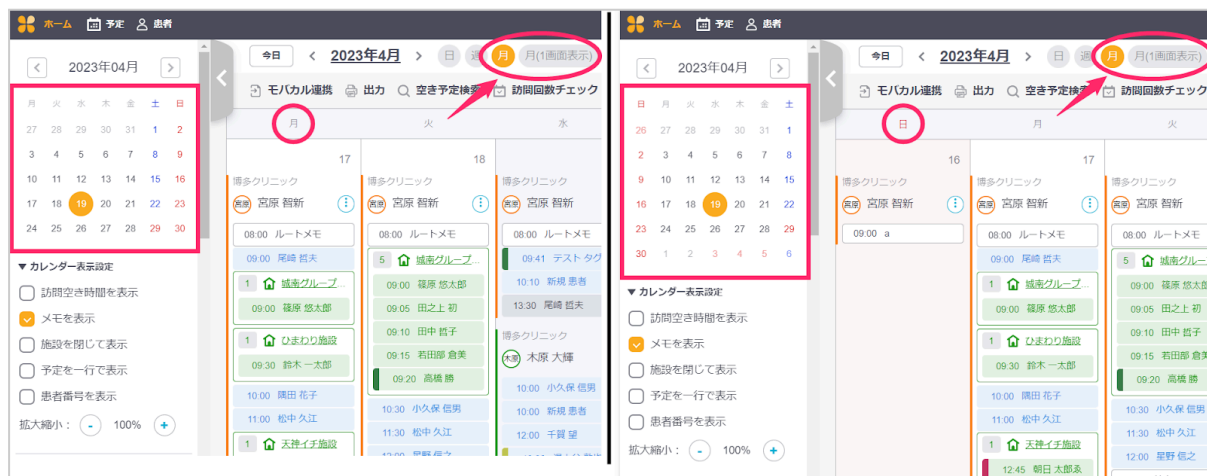 ホーム 予定 患者
2023年04月
月 火 水 木 金 土 日
27 28 29 30 31 1 2
3 4 5 6 7 8 9
10 11 12 13 14 15 16
17 18 19 20 21 22 23
24 25 26 27 28 29 30
▼ カレンダー表示設定
訪問空き時間を表示
メモを表示
施設を閉じて表示
予定を一行で表示
患者番号を表示
拡大縮小： - 100% +
今日 < 2023年4月 > 日 週 月 月(1画面表示)
モバカル連携 出力 空き予定検索 訪問回数チェック
月 火 水
17 18
博多クリニック 博多クリニック 博多クリニック
宮原 宮原 智新 宮原 宮原 智新 宮原 宮原 智新
08:00 ルートメモ 08:00 ルートメモ 08:00 ルートメモ
09:00 尾崎 哲夫 5 城南グループ... 09:41 テスト タグ
1 城南グループ... 09:00 篠原 悠太郎 10:10 新規 患者
09:00 篠原 悠太郎 09:05 田之上 初 13:30 尾崎 哲夫
1 ひまわり施設 09:10 田中 哲子 博多クリニック
09:30 鈴木 一太郎 09:15 若田部 倉美 木原 木原 大輝
10:00 隅田 花子 09:20 高橋 勝 10:00 小久保 信男
11:00 松中 久江 10:30 小久保 信男 10:00 新規 患者
1 天神イチ施設 11:30 松中 久江 12:00 千賀 望
12:00 星野 信之
ホーム 予定 患者
2023年04月
日 月 火 水 木 金 土
26 27 28 29 30 31 1
2 3 4 5 6 7 8
9 10 11 12 13 14 15
16 17 18 19 20 21 22
23 24 25 26 27 28 29
30 1 2 3 4 5 6
▼ カレンダー表示設定
訪問空き時間を表示
メモを表示
施設を閉じて表示
予定を一行で表示
患者番号を表示
拡大縮小： - 100% +
今日 < 2023年4月 > 日 週 月 月(1画面表示)
モバカル連携 出力 空き予定検索 訪問回数チェック
日 月 火
16 17
博多クリニック 博多クリニック 博多クリニック
宮原 宮原 智新 宮原 宮原 智新 宮原 宮原 智新
09:00 a 08:00 ルートメモ 08:00 ルートメモ
09:00 尾崎 哲夫 5 城南グルー
1 城南グループ... 09:00 篠原 悠太郎
09:00 篠原 悠太郎 09:05 田之上 初
1 ひまわり施設 09:10 田中 哲子
09:30 鈴木 一太郎 09:15 若田部 倉美
10:00 隅田 花子 09:20 高橋 勝
11:00 松中 久江 10:30 小久保 信男
1 天神イチ施設 11:30 松中 久江
12:45 朝日 太郎ゑ 12:00 星野 信之